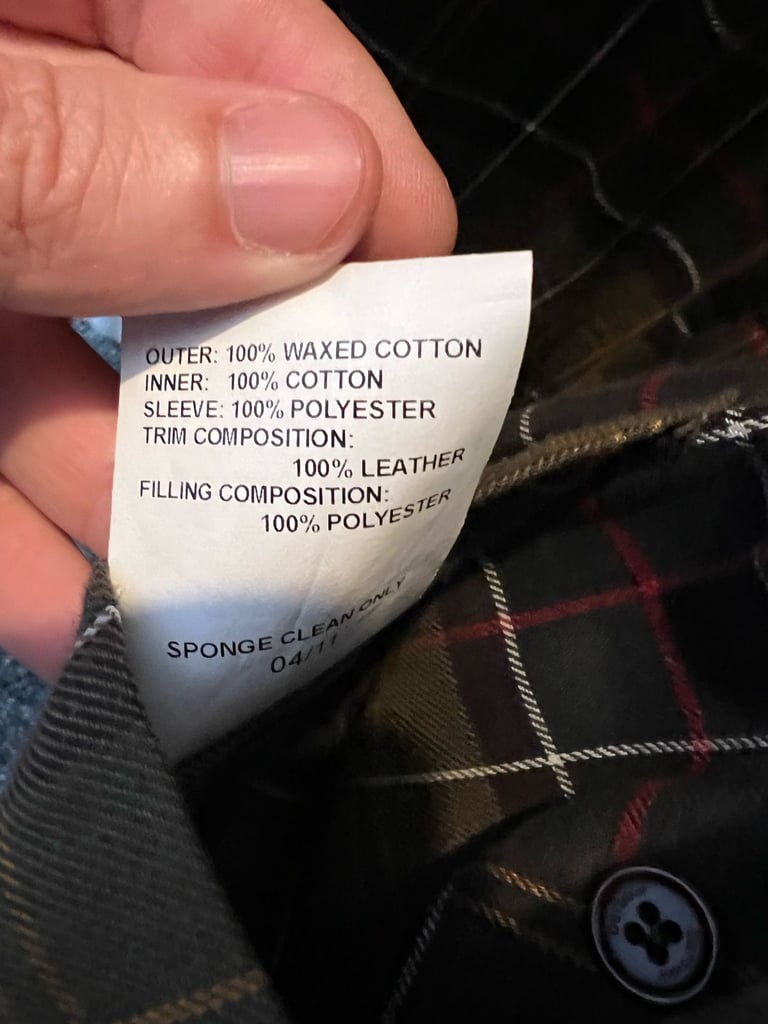 OUTER: 100% WAXED COTTON
INNER: 100% COTTON
SLEEVE: 100% POLYESTER
TRIM COMPOSITION:
100% LEATHER
FILLING COMPOSITION:
100% POLYESTER
SPONGE CLEAN ONLY
04/11